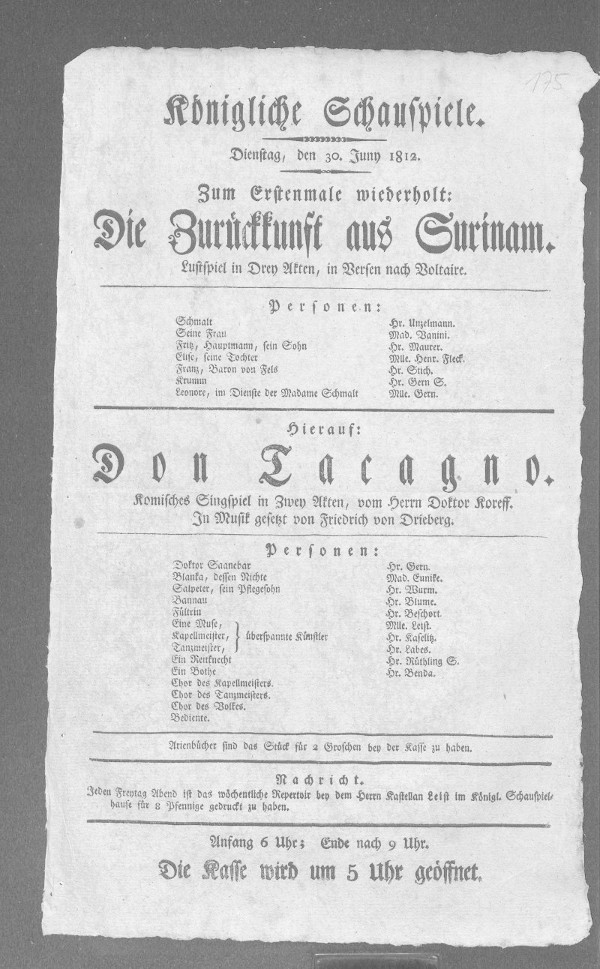 175
Königliche Schauspiele.
Dienstag, den 30. Juny 1812.
Zum Erstenmale wiederholt:
Die Zurückkunft aus Surinam.
Lustspiel in Drey Akten, in Versen nach Voltaire.
Personen:
Schmalt Hr. Unzelmann.
Seine Frau Mad. Vanini.
Fritz, Hauptmann, sein Sohn Hr. Maurer.
Elise, seine Tochter Mlle. Henr. Fleck.
Franz, Baron von Fels Hr. Stich.
Krumm Hr. Gern S.
Leonore, im Dienste der Madame Schmalt Mlle. Gern.
Hierauf:
Don Tacagno.
Komisches Singspiel in Zwey Akten, vom Herrn Doktor Koreff.
In Musik gesetzt von Friedrich von Drieberg.
Personen:
Doktor Saanebar Hr. Gern.
Blanka, dessen Nichte Mad. Eunike.
Salpeter, sein Pflegesohn Hr. Wurm.
Bannau Hr. Blume.
Füllrin Hr. Beschort.
Eine Muse, Mlle. Leist.
Kapellmeister, überspannte Künstler Hr. Kaselitz.
Tanzmeister, Hr. Labes.
Ein Reitknecht Hr. Rüthling S.
Ein Bothe Hr. Benda.
Chor des Kapellmeisters.
Chor des Tanzmeisters.
Chor des Volkes.
Bediente.
Arienbücher sind das Stück für 2 Groschen bey der Kasse zu haben.
Nachricht.
Jeden Freytag Abend ist das wöchentliche Repertoir bey dem Herrn Kastellan Leist im Königl. Schauspiel-
hause für 8 Pfennige gedruckt zu haben.
Anfang 6 Uhr; Ende nach 9 Uhr.
Die Kasse wird um 5 Uhr geöffnet.